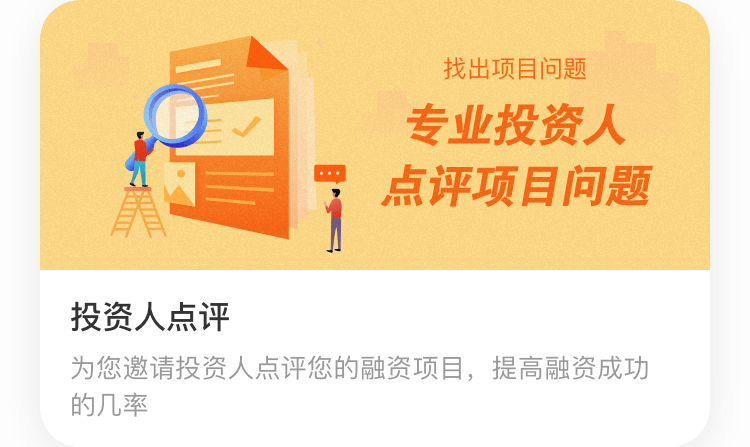 找出项目问题
专业投资人
点评项目问题
投资人点评
为您邀请投资人点评您的融资项目，提高融资成功
的几率